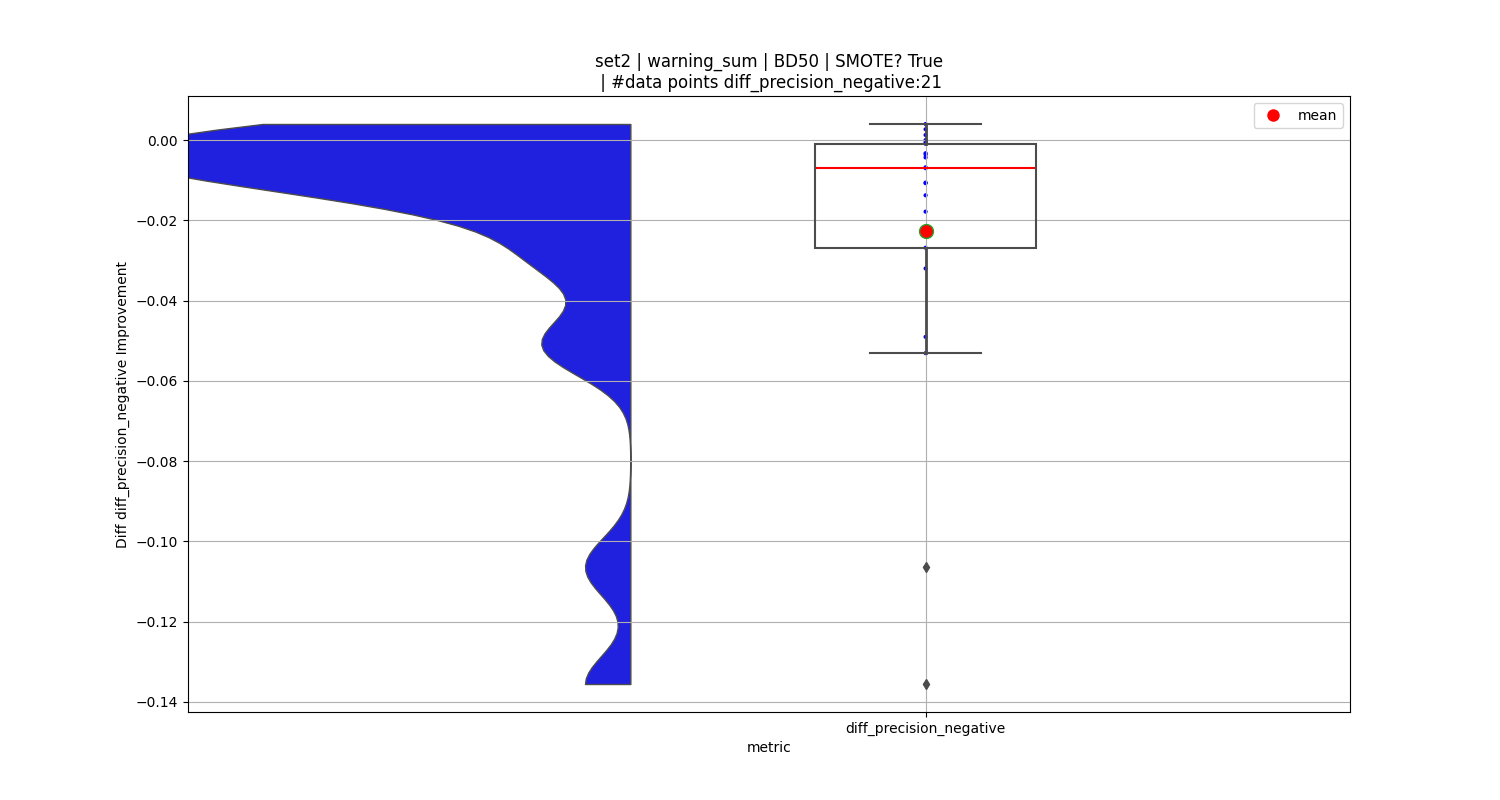 set2 | warning_sum | BD50 | SMOTE? True
| #data points diff_precision_negative:21
mean
0.00
−0.02
−0.04
−0.06
−0.08
−0.10
−0.12
−0.14
Diff diff_precision_negative Improvement
diff_precision_negative
metric